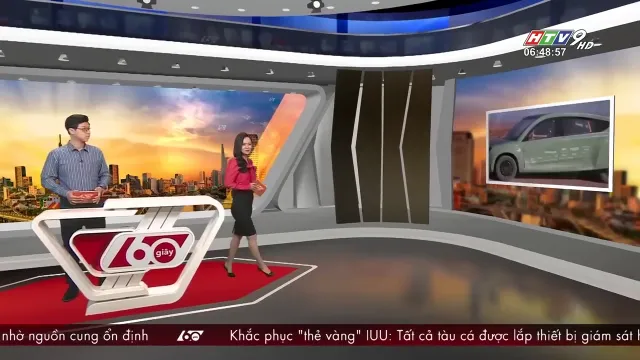 HTV9 HD
06:48:57
60 giây
nhờ nguồn cung ổn định 60 Khắc phục "thẻ vàng" IUU: Tất cả tàu cá được lắp thiết bị giám sát h